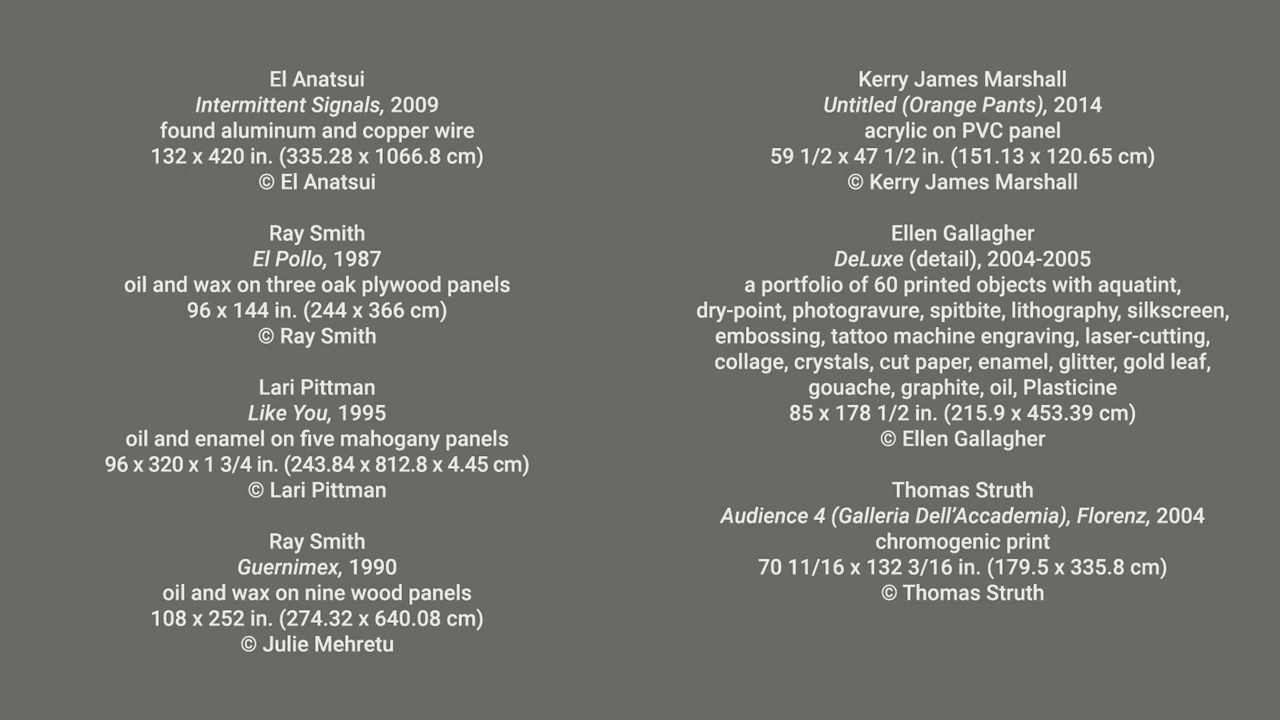 El Anatsui
Intermittent Signals, 2009
found aluminum and copper wire
132 x 420 in. (335.28 x 1066.8 cm)
© El Anatsui
Ray Smith
El Pollo, 1987
oil and wax on three oak plywood panels
96 x 144 in. (244 x 366 cm)
© Ray Smith
Lari Pittman
Like You, 1995
oil and enamel on five mahogany panels
96 x 320 x 1 3/4 in. (243.84 x 812.8 x 4.45 cm)
© Lari Pittman
Ray Smith
Guernimex, 1990
oil and wax on nine wood panels
108 x 252 in. (274.32 x 640.08 cm)
© Julie Mehretu
Kerry James Marshall
Untitled (Orange Pants), 2014
acrylic on PVC panel
59 1/2 x 47 1/2 in. (151.13 x 120.65 cm)
© Kerry James Marshall
Ellen Gallagher
DeLuxe (detail), 2004-2005
a portfolio of 60 printed objects with aquatint,
dry-point, photogravure, spitbite, lithography, silkscreen,
embossing, tattoo machine engraving, laser-cutting,
collage, crystals, cut paper, enamel, glitter, gold leaf,
gouache, graphite, oil, Plasticine
85 x 178 1/2 in. (215.9 x 453.39 cm)
© Ellen Gallagher
Thomas Struth
Audience 4 (Galleria Dell’Accademia), Florenz, 2004
chromogenic print
70 11/16 x 132 3/16 in. (179.5 x 335.8 cm)
© Thomas Struth